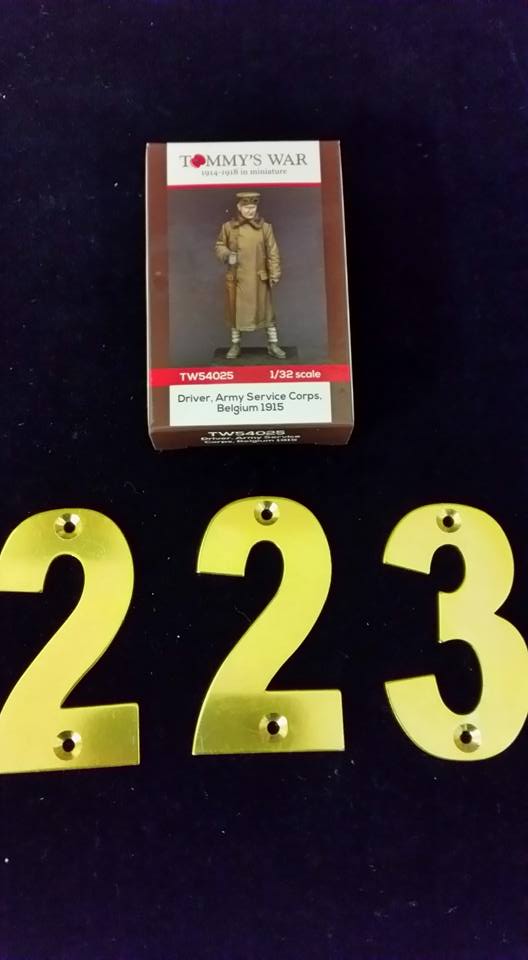 TOMMY'S WAR
1914-1918 in miniature
TW54025 1/32 scale
Driver, Army Service Corps,
Belgium 1915
TW54025
Driver, Army Service
Corps, Belgium 1915
223